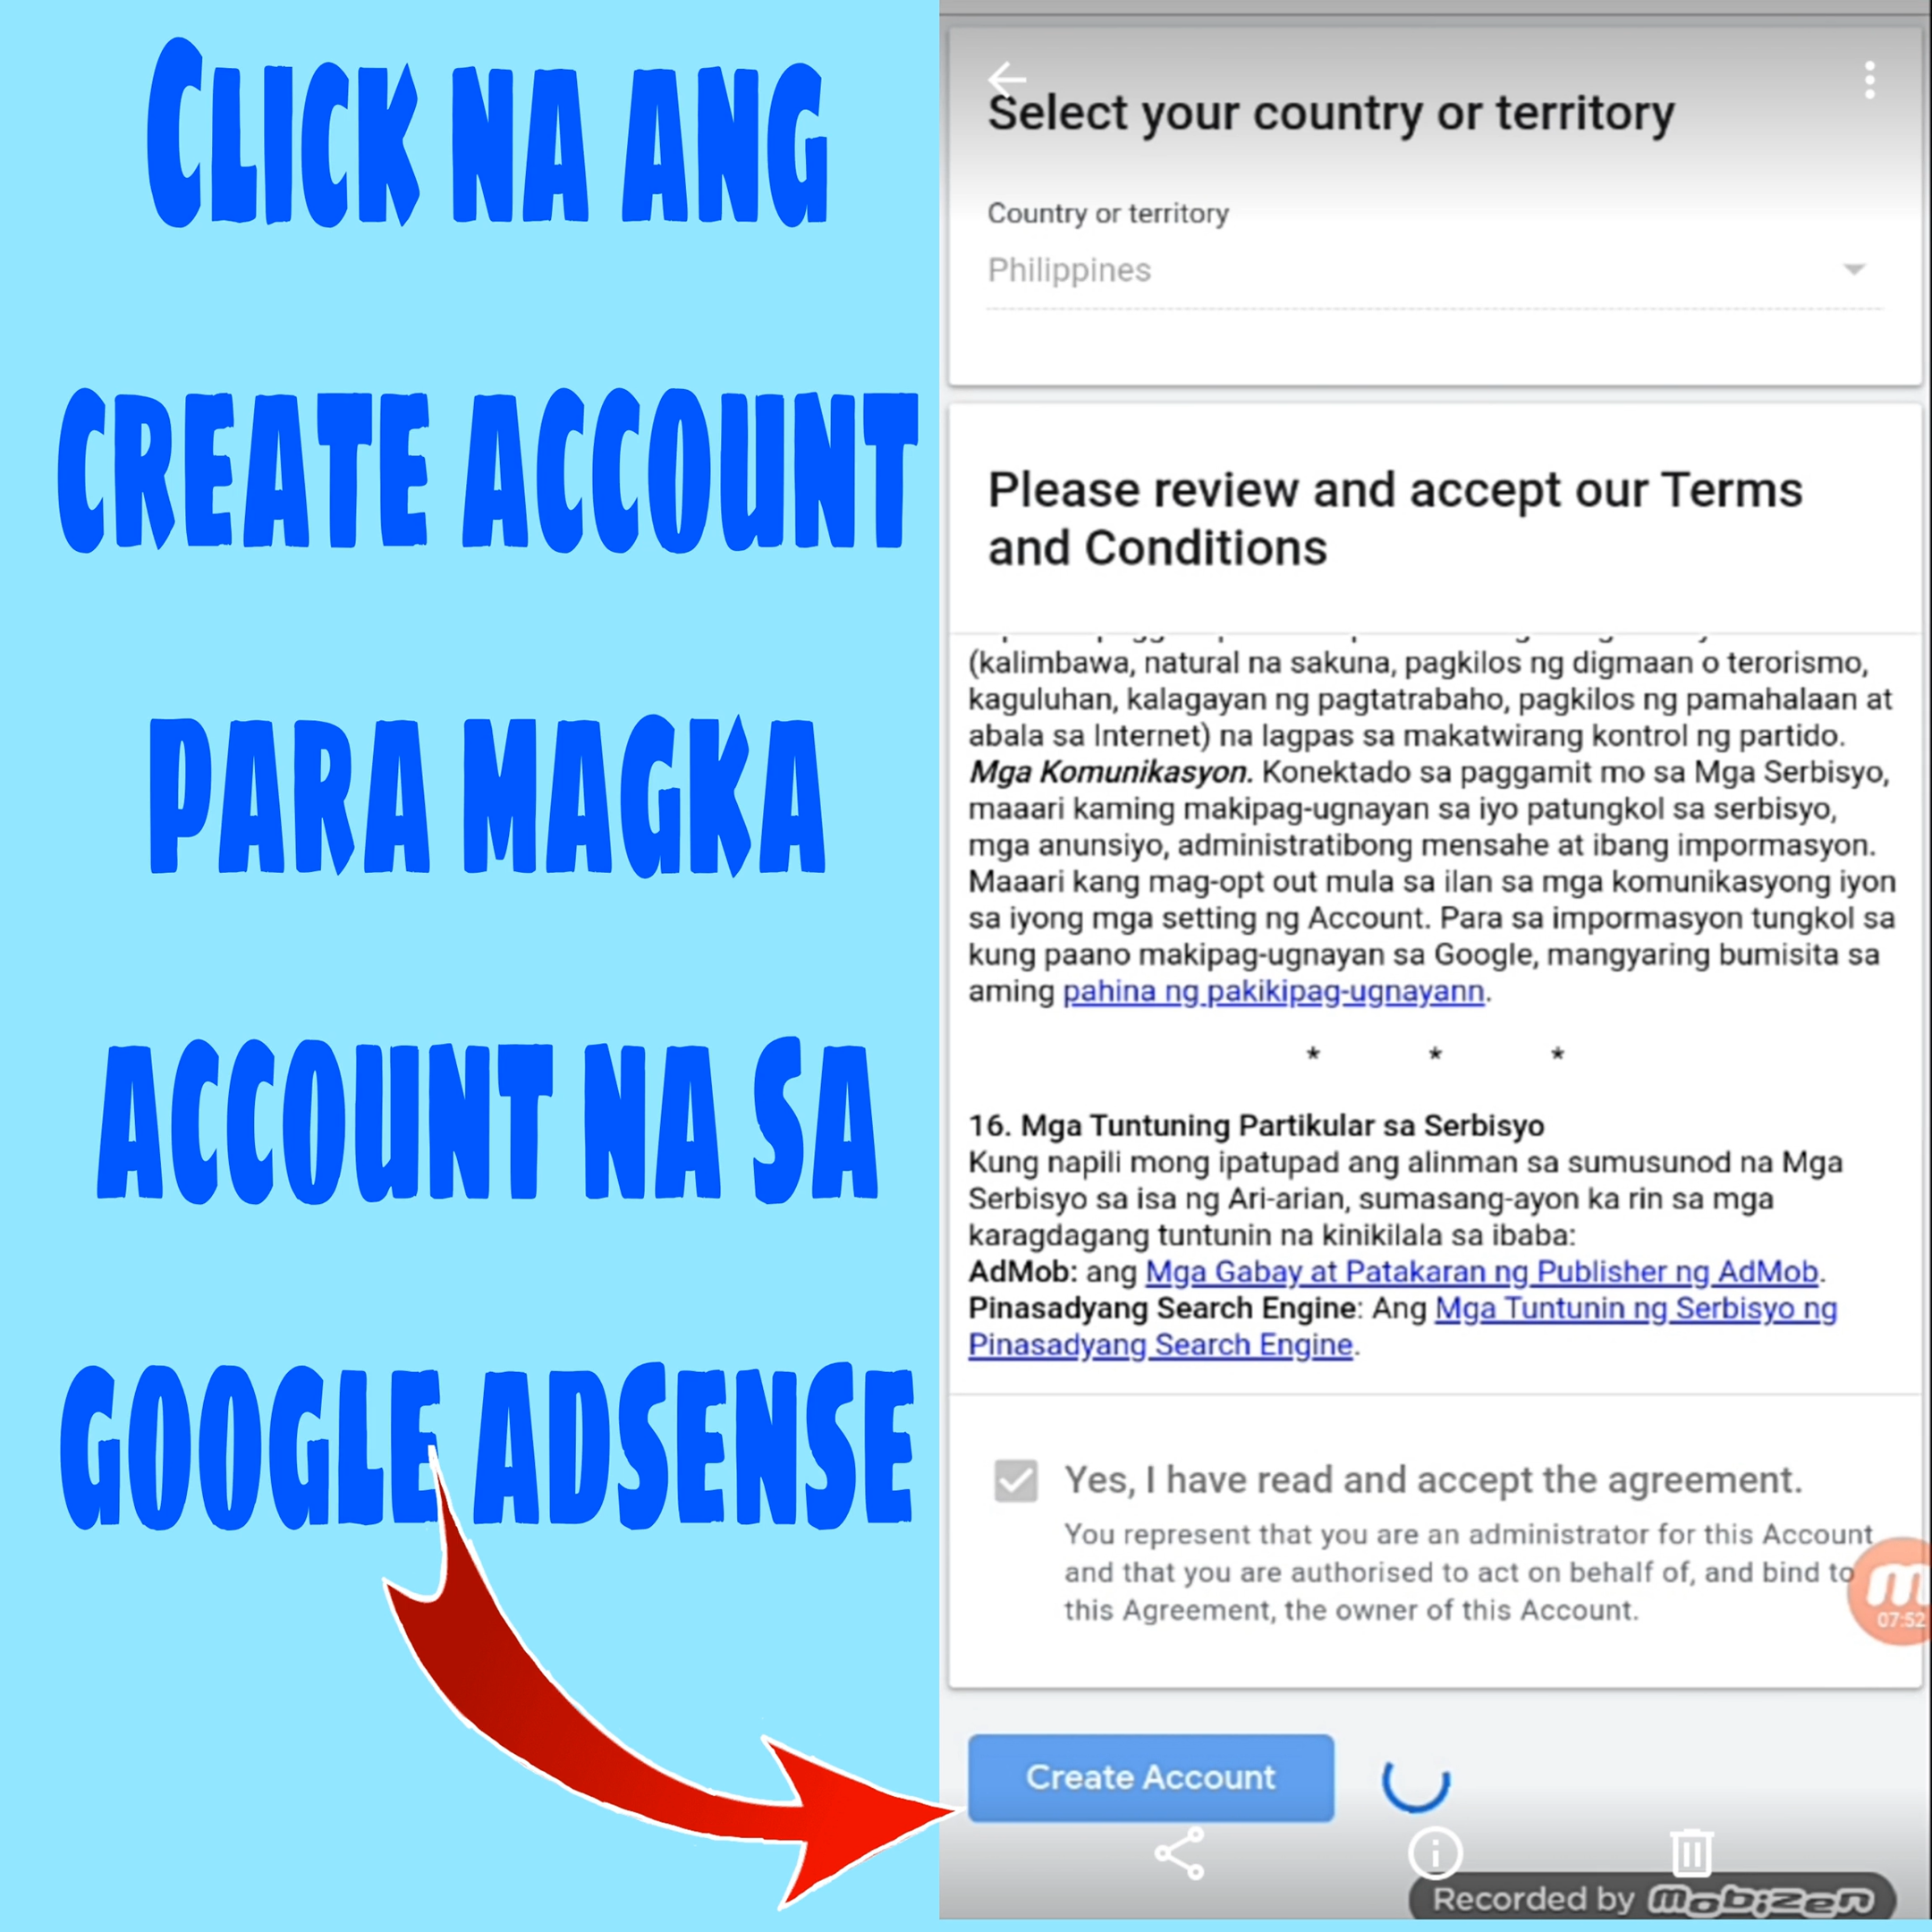 CLICK NA ANG
CREATE ACCOUNT
PARA MAGKA
ACCOUNT NA SA
GOOGLE ADSENSE
Select your country or territory
Country or territory
Philippines
Please review and accept our Terms
and Conditions
(kalimbawa, natural na sakuna, pagkilos ng digmaan o terorismo,
kaguluhan, kalagayan ng pagtatrabaho, pagkilos ng pamahalaan at
abala sa Internet) na lagpas sa makatwirang kontrol ng partido.
Mga Komunikasyon. Konektado sa paggamit mo sa Mga Serbisyo,
maaari kaming makipag-ugnayan sa iyo patungkol sa serbisyo,
mga anunsiyo, administratibong mensahe at ibang impormasyon.
Maaari kang mag-opt out mula sa ilan sa mga komunikasyong iyon
sa iyong mga setting ng Account. Para sa impormasyon tungkol sa
kung paano makipag-ugnayan sa Google, mangyaring bumisita sa
aming pahina ng pakikipag-ugnayann.
* * *
16. Mga Tuntuning Partikular sa Serbisyo
Kung napili mong ipatupad ang alinman sa sumusunod na Mga
Serbisyo sa isa ng Ari-arian, sumasang-ayon ka rin sa mga
karagdagang tuntunin na kinikilala sa ibaba:
AdMob: ang Mga Gabay at Patakaran ng Publisher ng AdMob.
Pinasadyang Search Engine: Ang Mga Tuntunin ng Serbisyo ng
Pinasadyang Search Engine.
Yes, I have read and accept the agreement.
You represent that you are an administrator for this Account
and that you are authorised to act on behalf of, and bind to
this Agreement, the owner of this Account.
07:52
Create Account
Recorded by mobizen